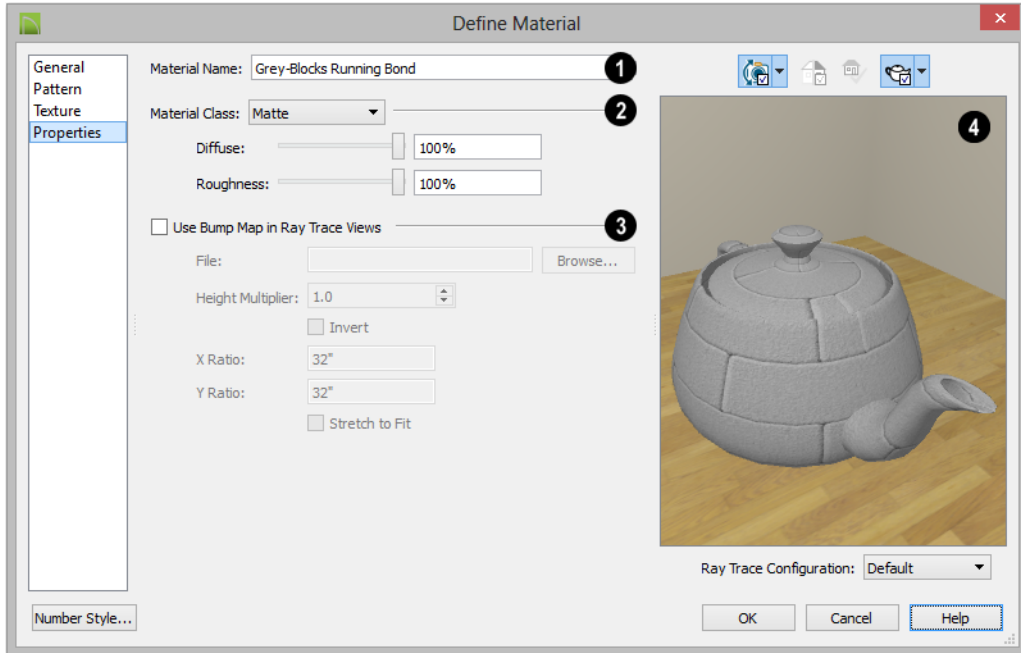 Define Material
General
Pattern
Texture
Properties
Material Name: Grey-Blocks Running Bond 1
Material Class: Matte 2
Diffuse: 100%
Roughness: 100%
Use Bump Map in Ray Trace Views 3
File: Browse...
Height Multiplier: 1.0
Invert
X Ratio: 32"
Y Ratio: 32"
Stretch to Fit
4
Ray Trace Configuration: Default
Number Style... OK Cancel Help